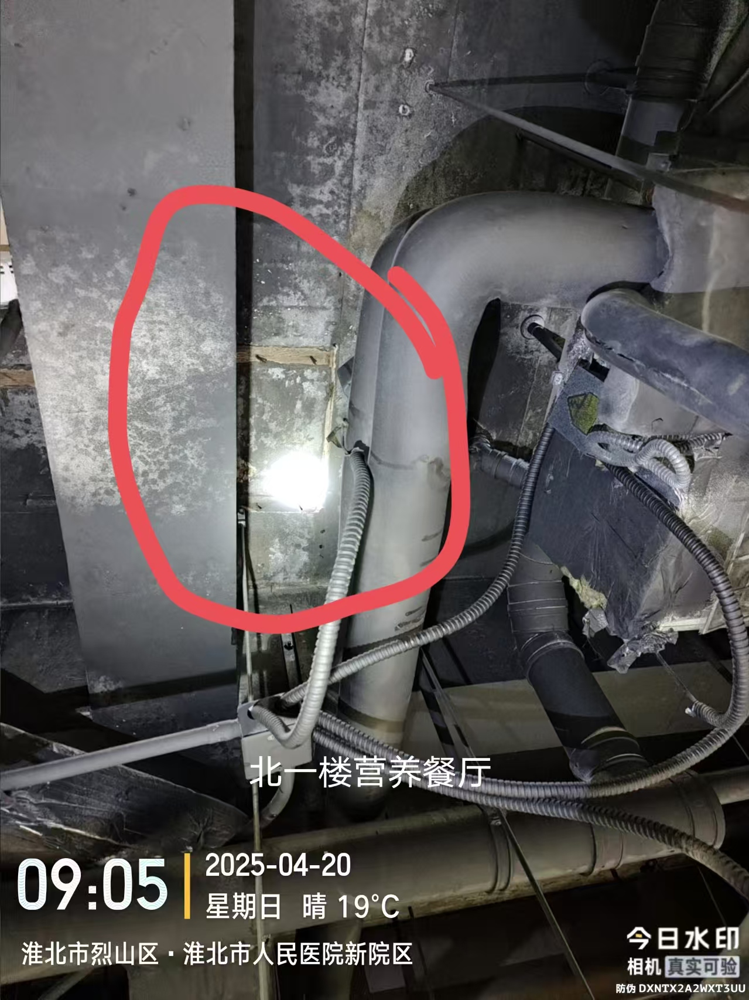 北一楼营养餐厅
09:05
2025-04-20
星期日 晴 19°C
淮北市烈山区·淮北市人民医院新院区
今日水印
相机 真实可验
防伪 DXNTX2A2WXT3UU